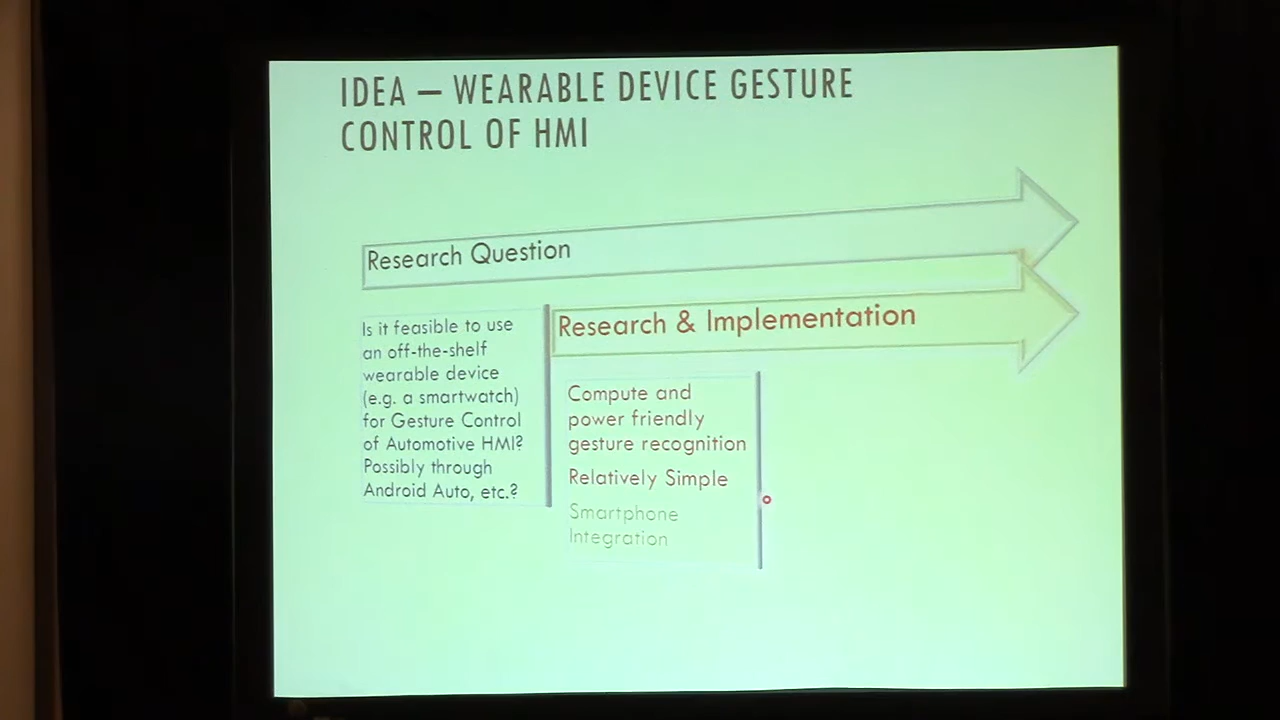 IDEA – WEARABLE DEVICE GESTURE
CONTROL OF HMI
Research Question
Is it feasible to use
an off-the-shelf
wearable device
(e.g. a smartwatch)
for Gesture Control
of Automotive HMI?
Possibly through
Android Auto, etc.?
Research & Implementation
Compute and
power friendly
gesture recognition
Relatively Simple
Smartphone
Integration